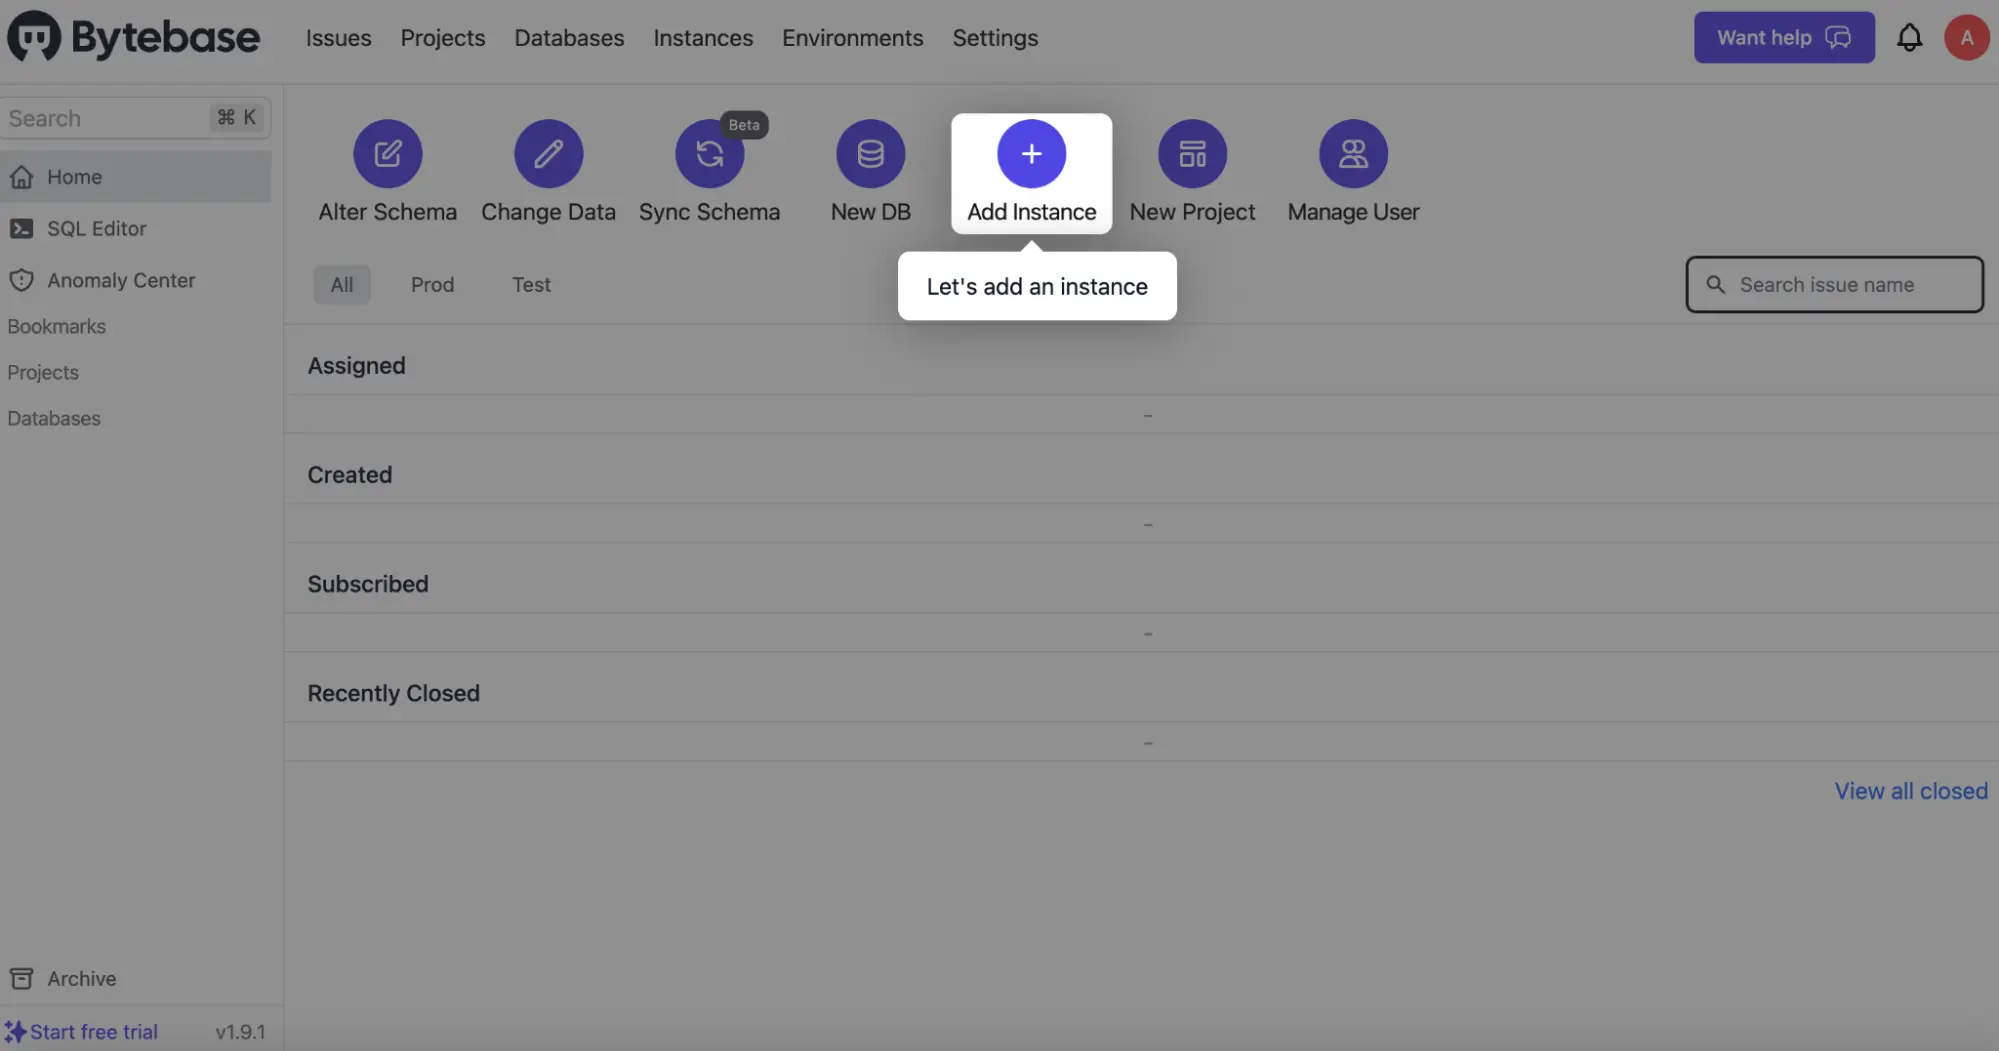 Bytebase Issues Projects Databases Instances Environments Settings Want help A
Search ⌘ K
Home
SQL Editor
Anomaly Center
Bookmarks
Projects
Databases
Archive
Start free trial v1.9.1
Beta
Alter Schema Change Data Sync Schema New DB Add Instance New Project Manage User
Let's add an instance
All Prod Test Search issue name
Assigned
-
Created
-
Subscribed
-
Recently Closed
-
View all closed